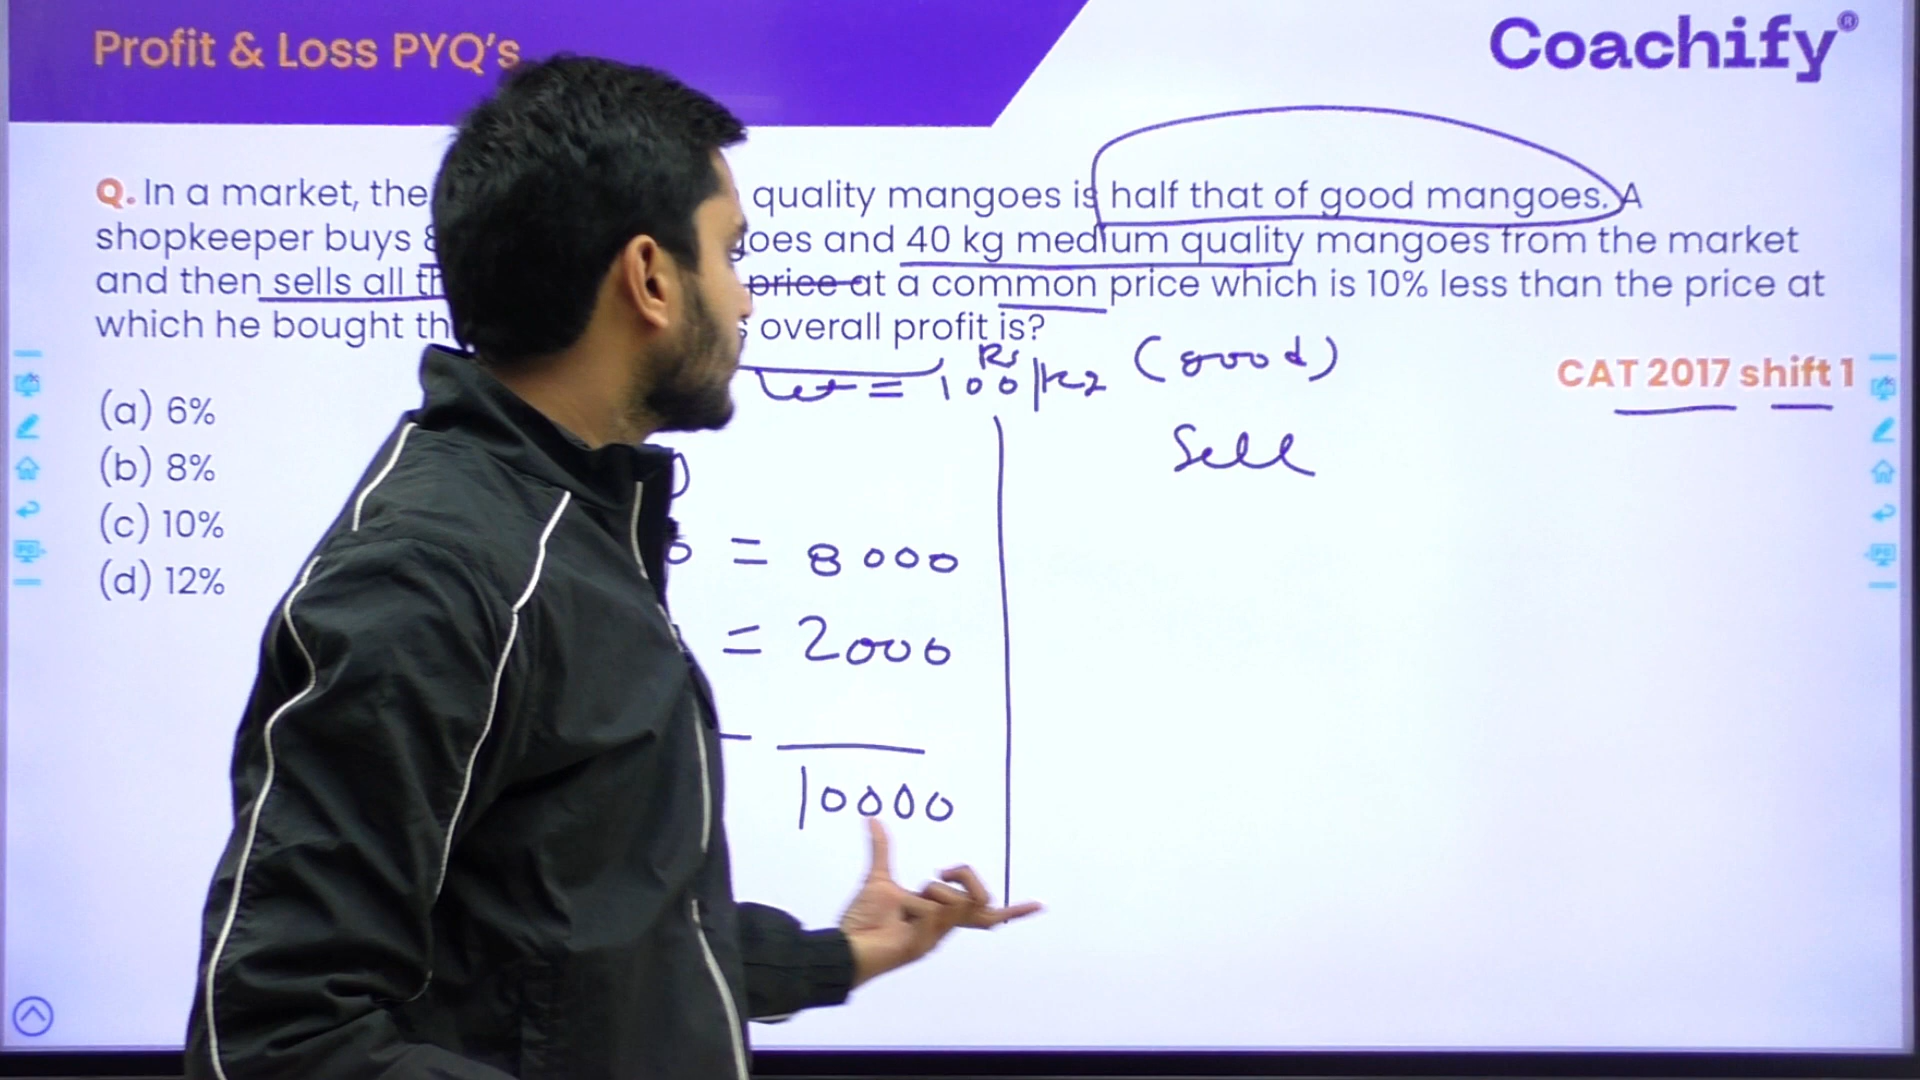 Profit & Loss PYQ's
Coachify®
Q. In a market, the quality mangoes is half that of good mangoes. A
shopkeeper buys and 40 kg medium quality mangoes from the market
and then sells all price at a common price which is 10% less than the price at
which he bought overall profit is?
let = 100 Rs/kg (good)
CAT 2017 shift 1
(a) 6%
(b) 8%
(c) 10%
(d) 12%
Sell
= 8000
= 2000
10000